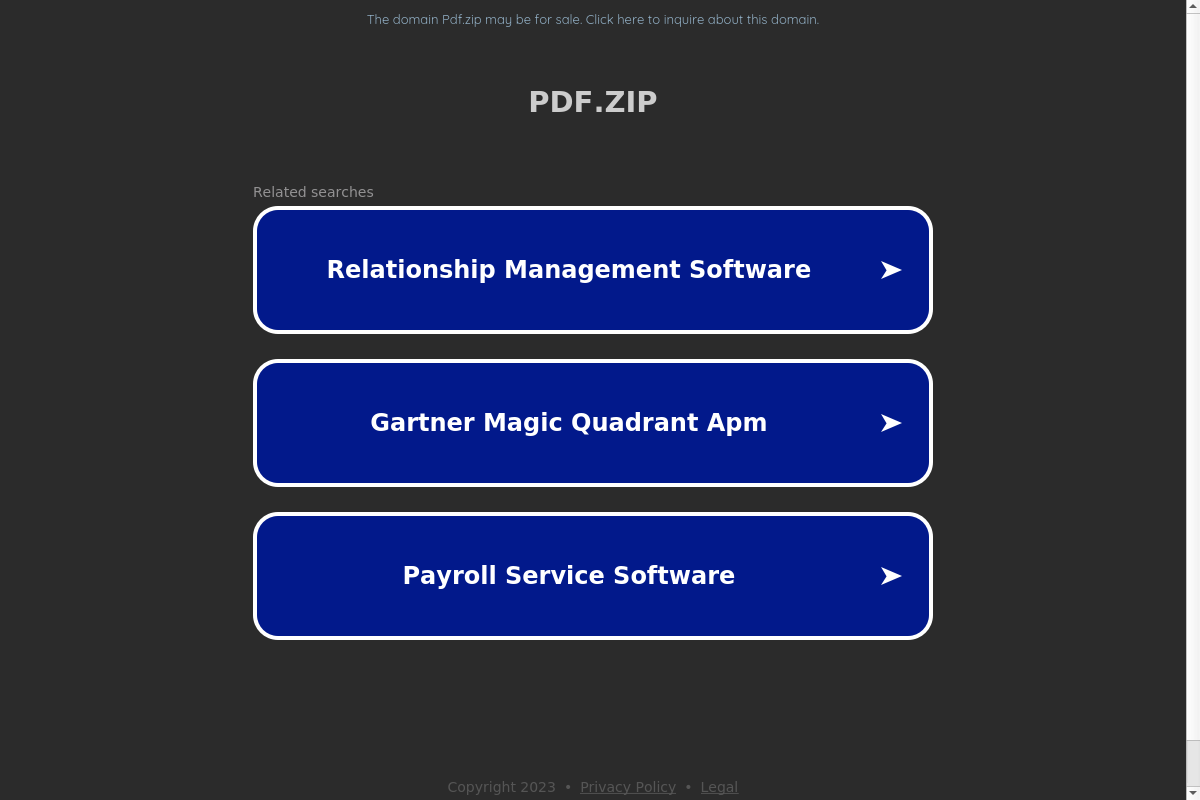 The domain Pdf.zip may be for sale. Click here to inquire about this domain.
PDF.ZIP
Related searches
Relationship Management Software
Gartner Magic Quadrant Apm
Payroll Service Software
Copyright 2023 • Privacy Policy • Legal